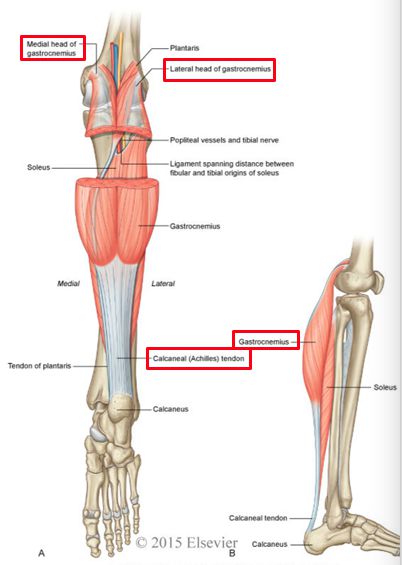 Medial head of
gastrocnemius
Plantaris
Lateral head of gastrocnemius
Popliteal vessels and tibial nerve
Soleus
Ligament spanning distance between
fibular and tibial origins of soleus
Gastrocnemius
Medial
Lateral
Calcaneal (Achilles) tendon
Tendon of plantaris
Calcaneus
A
Gastrocnemius
Soleus
Calcaneal tendon
Calcaneus
B
© 2015 Elsevier